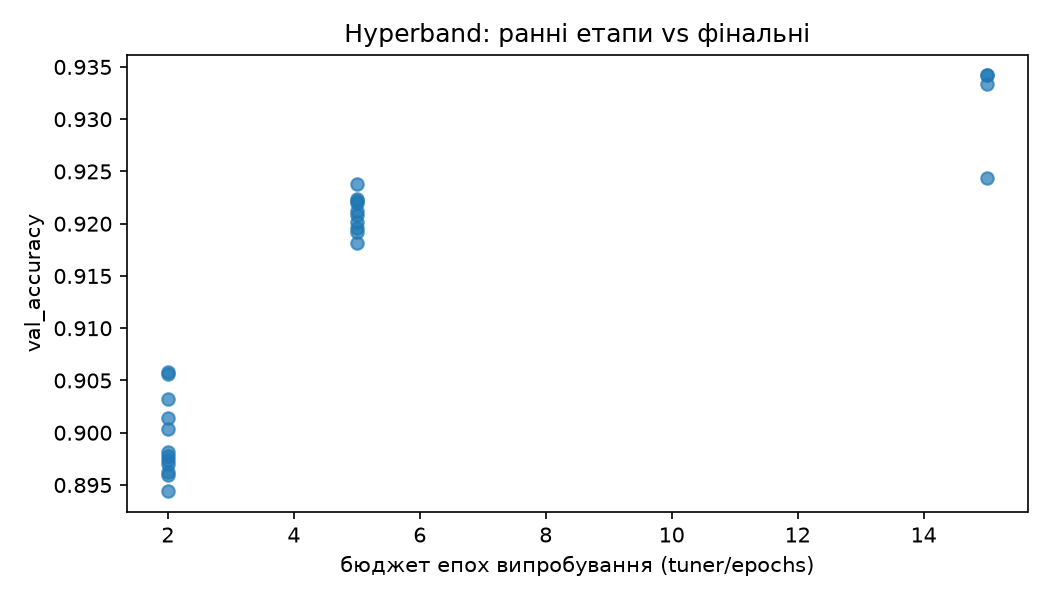 Hyperband: ранні етапи vs фінальні
0.935
0.930
0.925
0.920
0.915
0.910
0.905
0.900
0.895
val_accuracy
2 4 6 8 10 12 14
бюджет епох випробування (tuner/epochs)